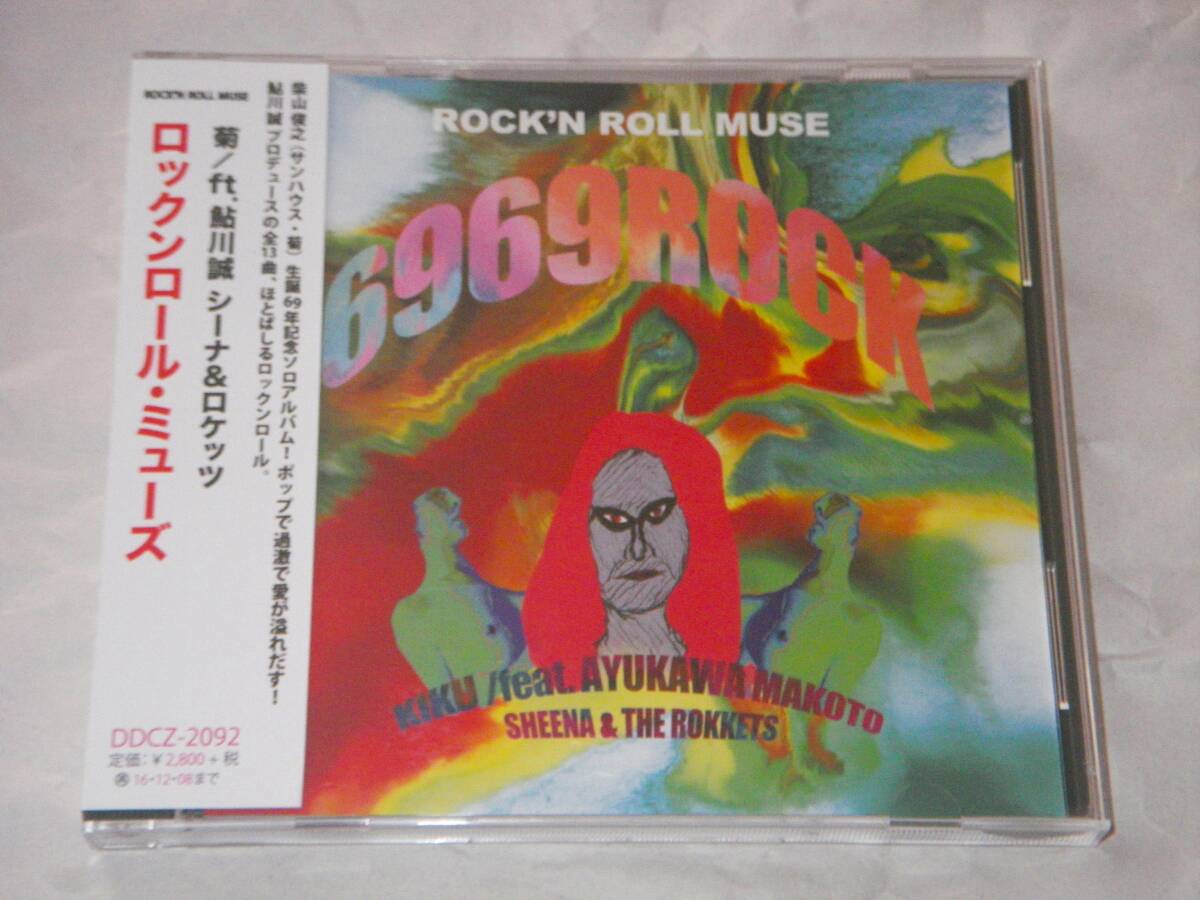 ROCK'N ROLL MUSE
ロックンロール・ミューズ
菊／ft.鮎川誠 シーナ&ロケッツ
柴山俊之（サンハウス・菊）生誕69年記念ソロアルバム！ポップで過激で愛が溢れだす！
鮎川誠プロデュースの全13曲、ほとばしるロックンロール。
DDCZ-2092
定価：¥2,800+税
㋳16・12・08まで
ROCK'N ROLL MUSE
6969ROCK
KIKU /feat. AYUKAWA MAKOTO
SHEENA & THE ROKKETS